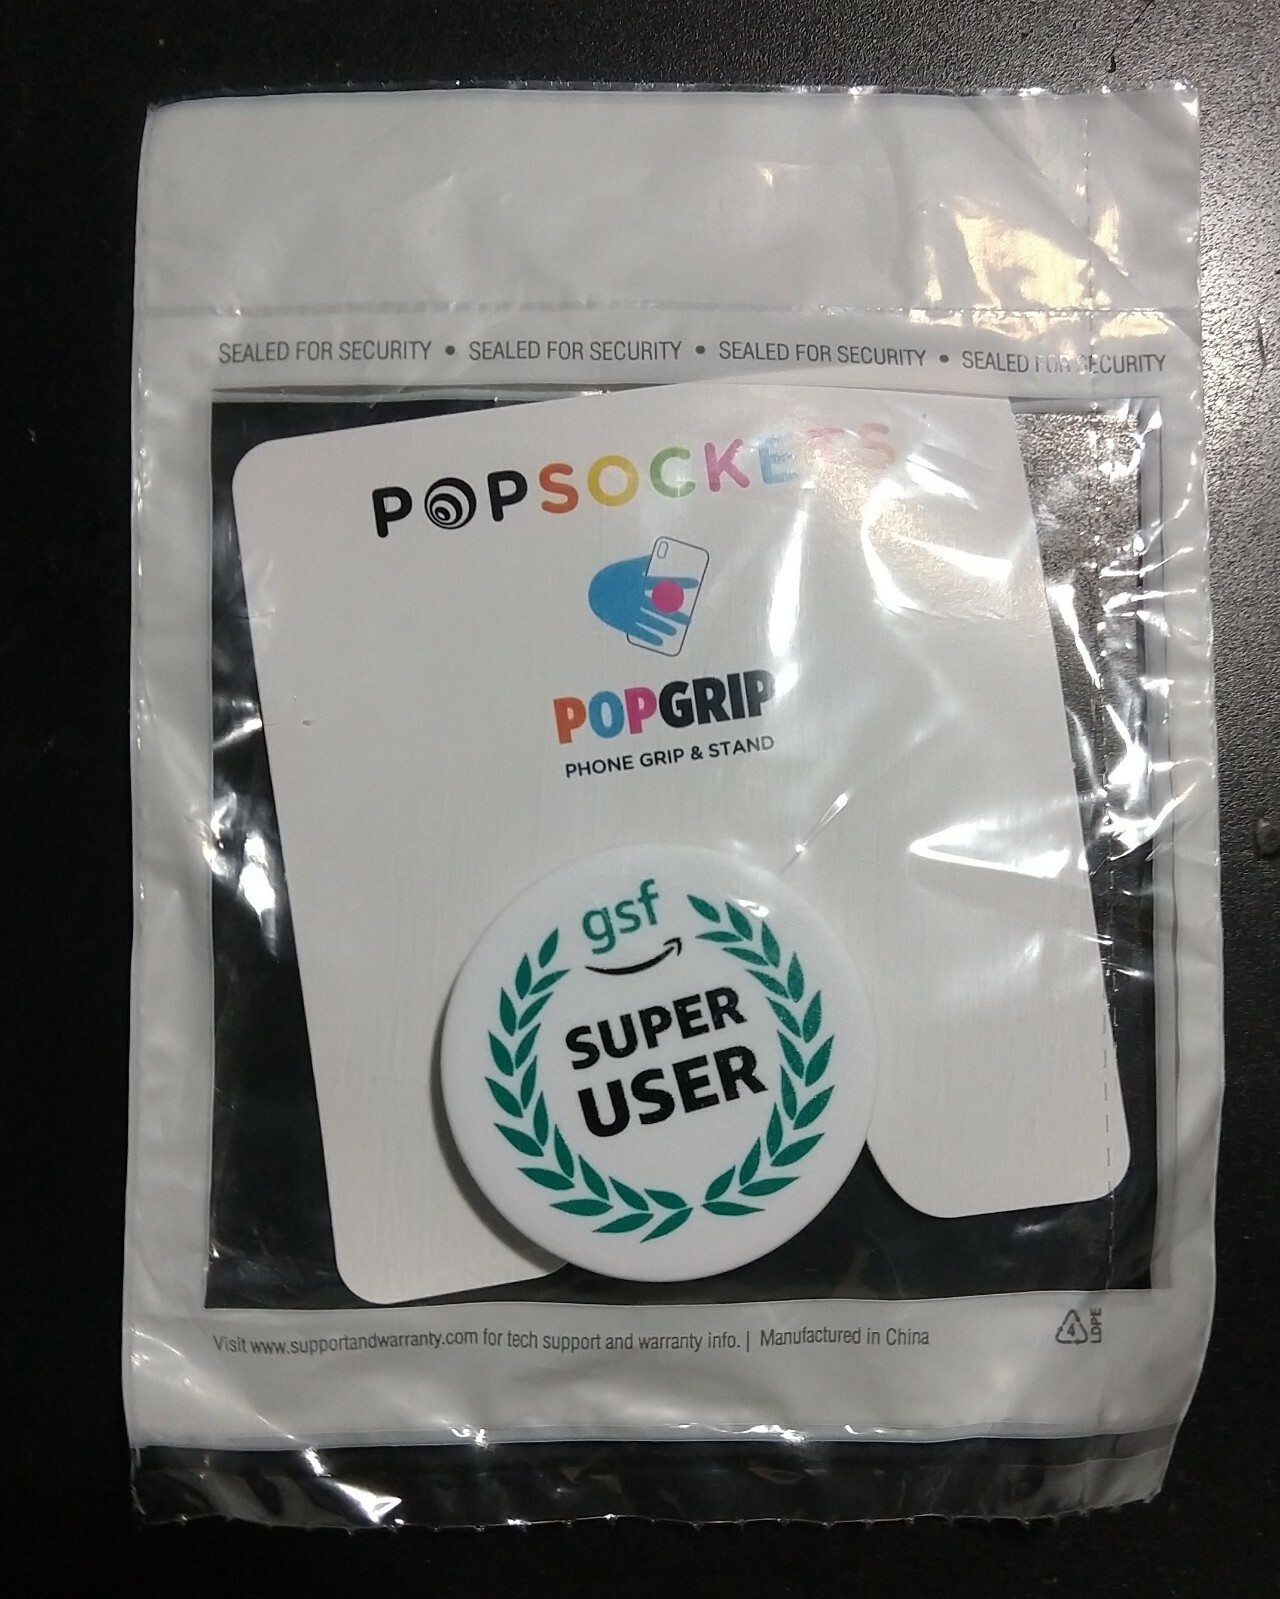 SEALED FOR SECURITY • SEALED FOR SECURITY • SEALED FOR SECURITY • SEALED FOR SECURITY
POPSOCKETS
POPGRIP
PHONE GRIP & STAND
gsf
SUPER
USER
Visit www.supportandwarranty.com for tech support and warranty info. | Manufactured in China
4
LDPE